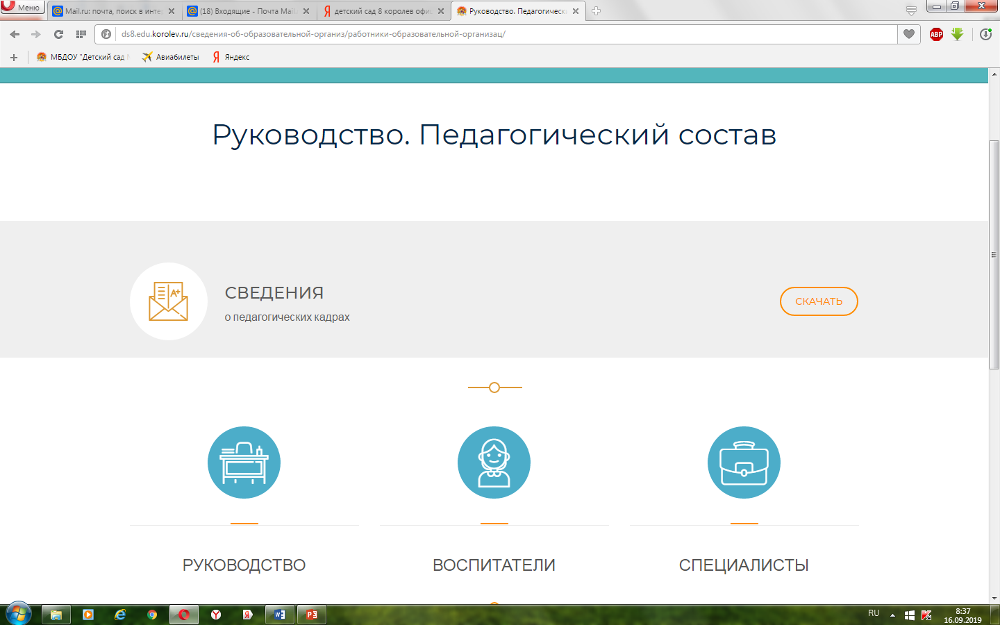 Меню
Mail.ru: почта, поиск в инте
(18) Входящие - Почта Mail.
детский сад 8 королев офи
Руководство. Педагогически
ds8.edu.korolev.ru/сведения-об-образовательной-организ/работники-образовательной-организац/
ABP
МБДОУ "Детский сад
Авиабилеты
Яндекс
Руководство. Педагогический состав
A+
СВЕДЕНИЯ
о педагогических кадрах
СКАЧАТЬ
РУКОВОДСТВО
ВОСПИТАТЕЛИ
СПЕЦИАЛИСТЫ
RU
8:37
16.09.2019